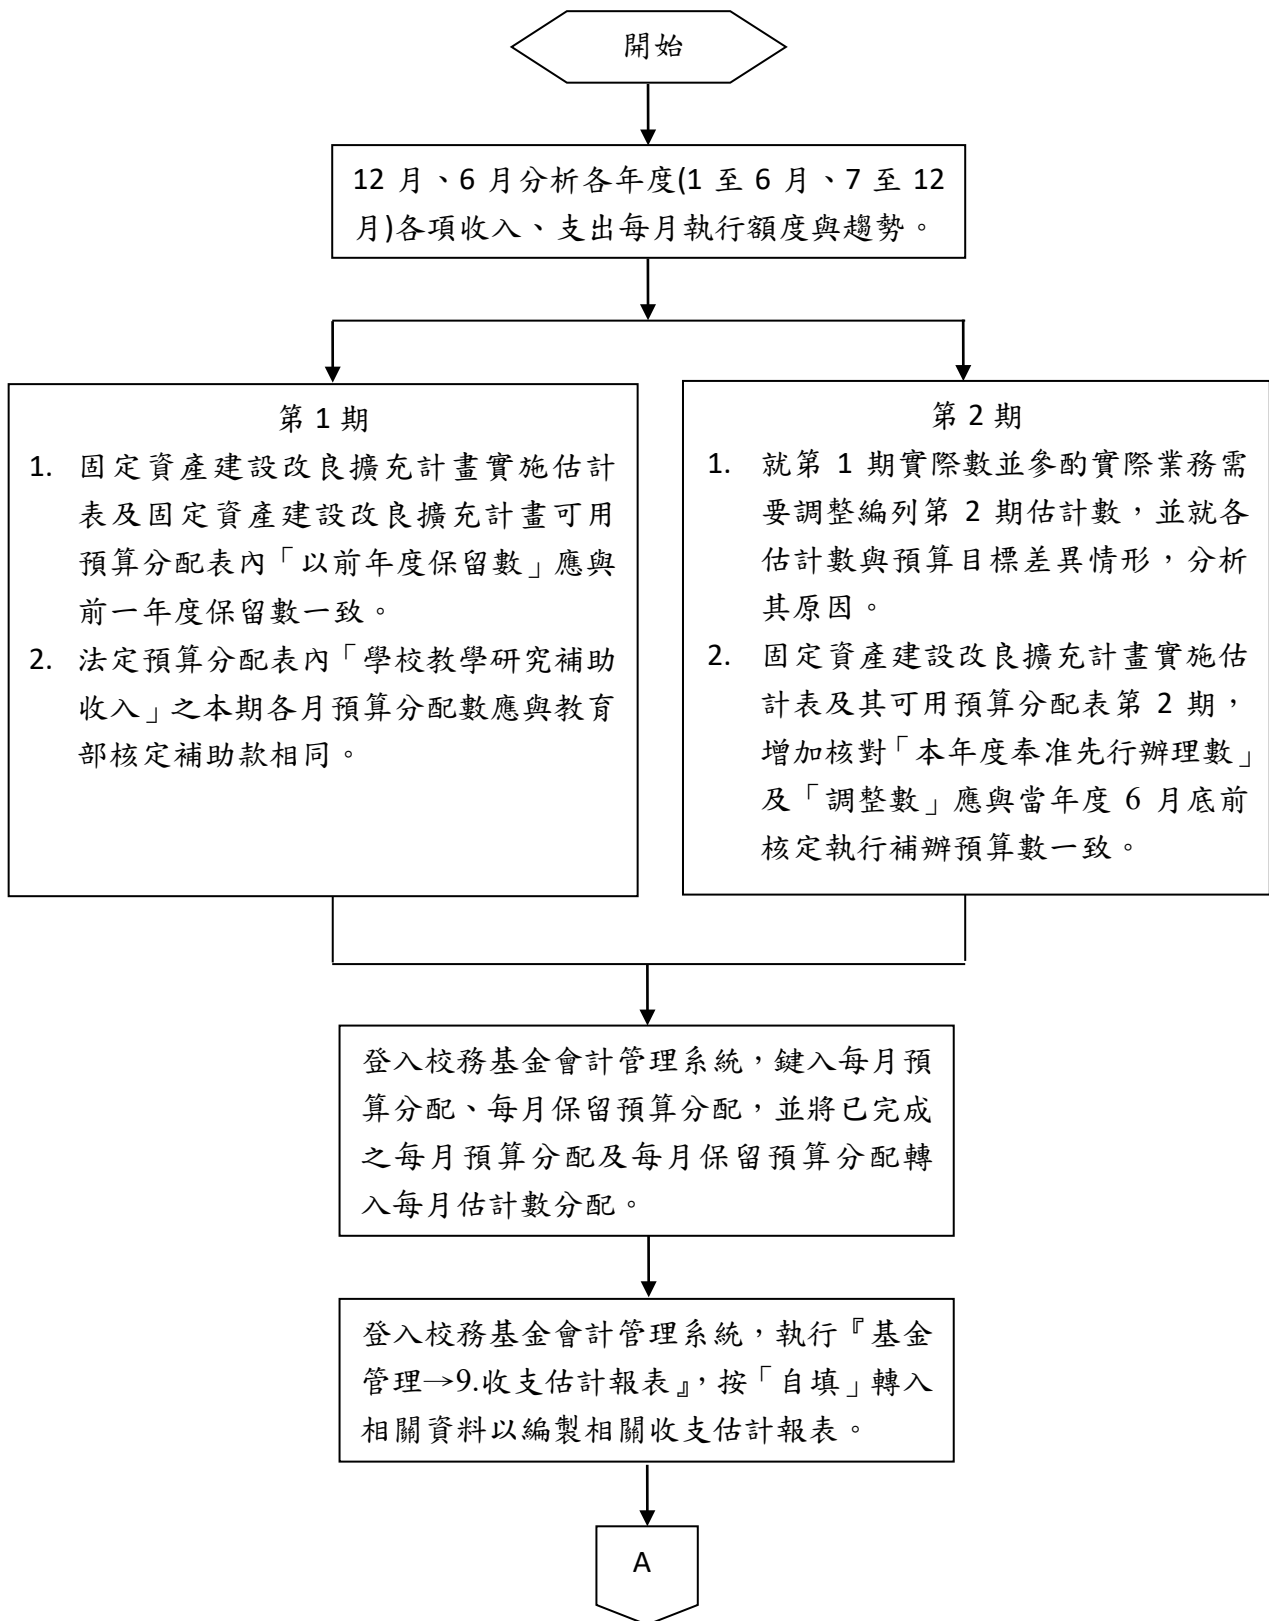 開始
12 月、6 月分析各年度(1 至 6 月、7 至 12
月)各項收入、支出每月執行額度與趨勢。
第 1 期
1. 固定資產建設改良擴充計畫實施估計
表及固定資產建設改良擴充計畫可用
預算分配表內「以前年度保留數」應與
前一年度保留數一致。
2. 法定預算分配表內「學校教學研究補助
收入」之本期各月預算分配數應與教育
部核定補助款相同。
第 2 期
1. 就第 1 期實際數並參酌實際業務需
要調整編列第 2 期估計數，並就各
估計數與預算目標差異情形，分析
其原因。
2. 固定資產建設改良擴充計畫實施估
計表及其可用預算分配表第 2 期，
增加核對「本年度奉准先行辦理數」
及「調整數」應與當年度 6 月底前
核定執行補辦預算數一致。
登入校務基金會計管理系統，鍵入每月預
算分配、每月保留預算分配，並將已完成
之每月預算分配及每月保留預算分配轉
入每月估計數分配。
登入校務基金會計管理系統，執行『基金
管理→9.收支估計報表』，按「自填」轉入
相關資料以編製相關收支估計報表。
A